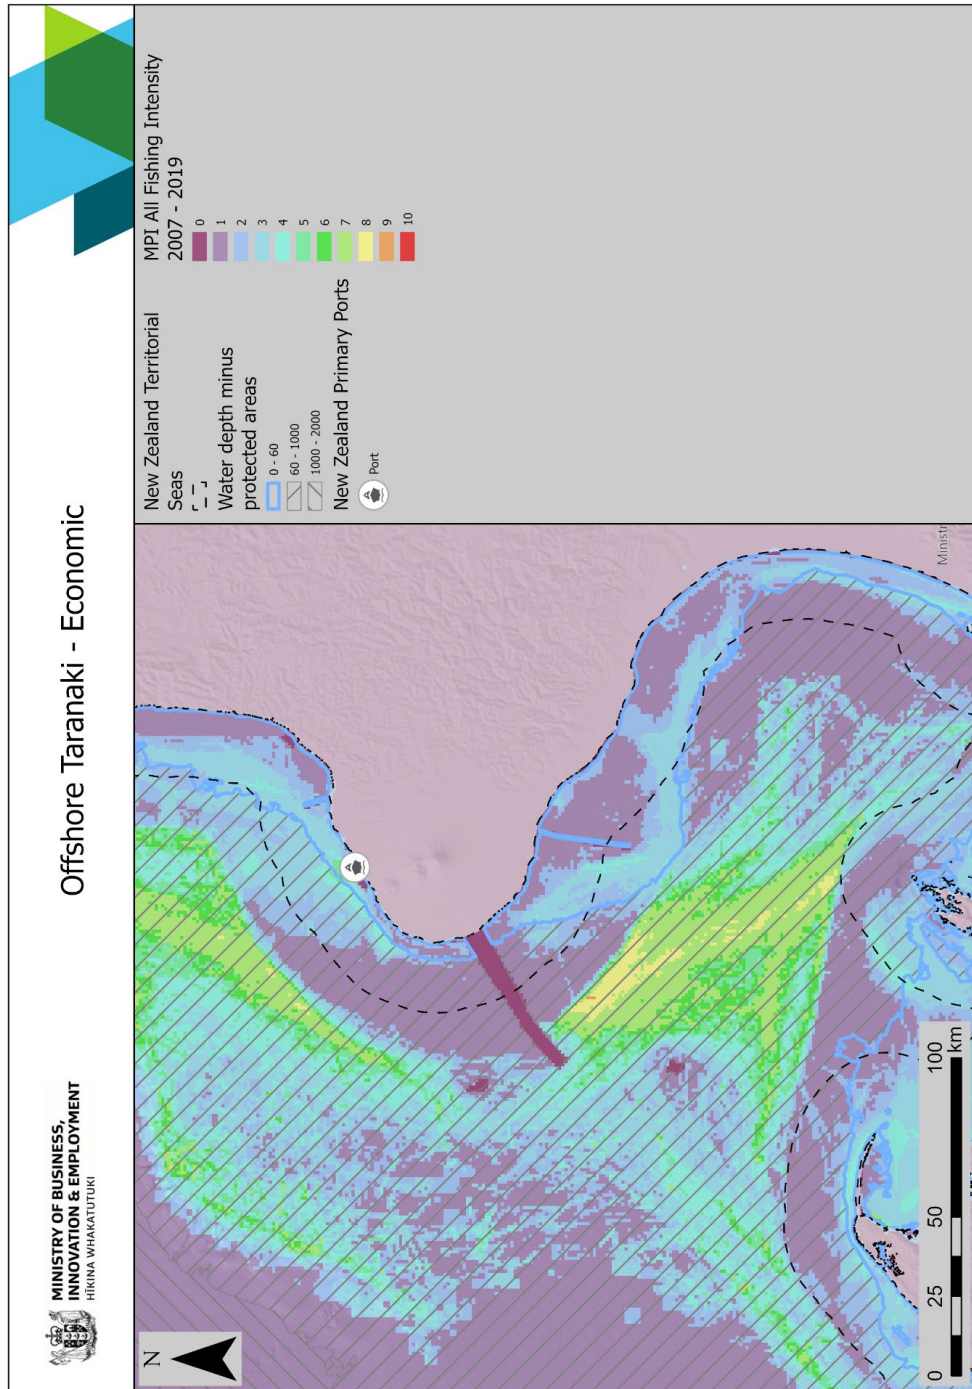 MINISTRY OF BUSINESS,
INNOVATION & EMPLOYMENT
HĪKINA WHAKATUTUKI
Offshore Taranaki - Economic
N
0 25 50 100
km
Ministr
New Zealand Territorial
Seas
Water depth minus
protected areas
0 - 60
60 - 1000
1000 - 2000
New Zealand Primary Ports
Port
MPI All Fishing Intensity
2007 - 2019
0
1
2
3
4
5
6
7
8
9
10